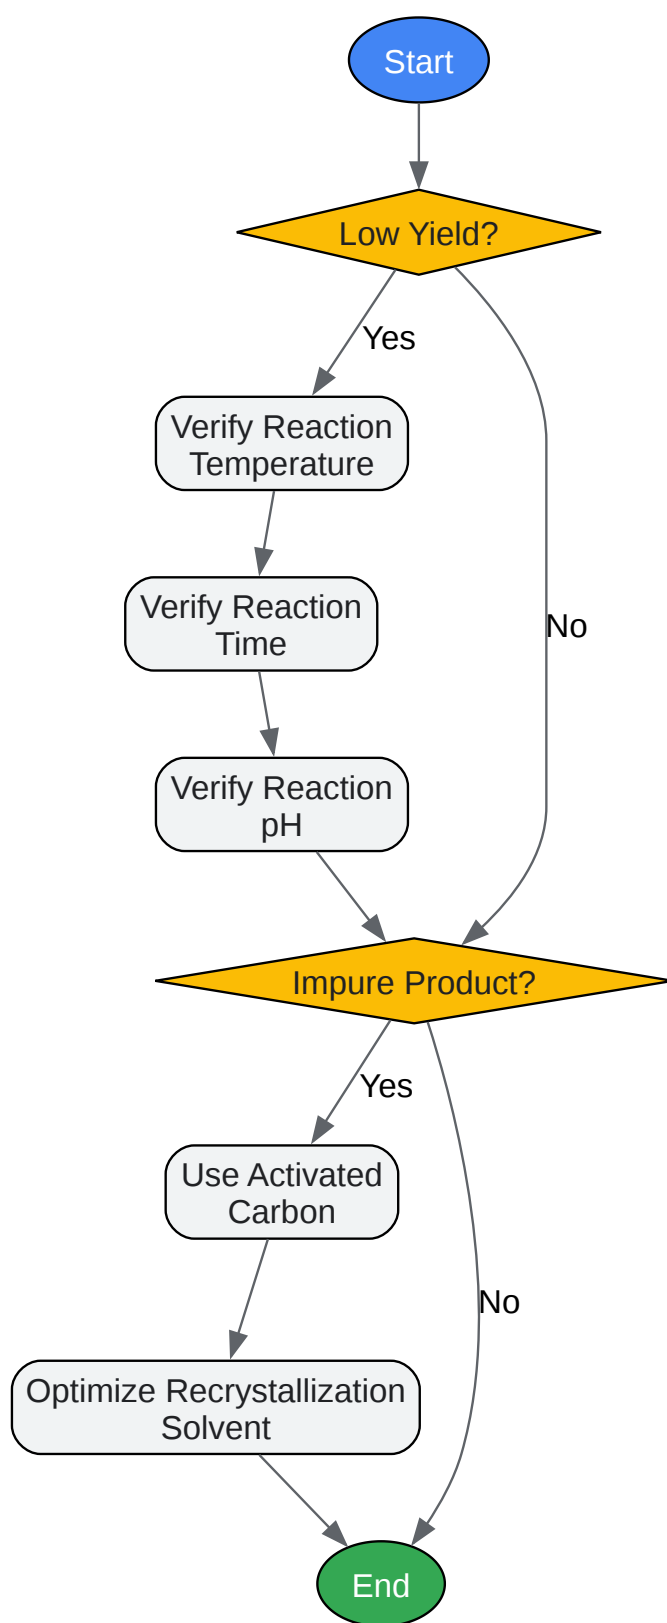 Start
Low Yield?
Yes
Verify Reaction
Temperature
Verify Reaction
Time
No
Verify Reaction
pH
Impure Product?
Yes
Use Activated
Carbon
No
Optimize Recrystallization
Solvent
End